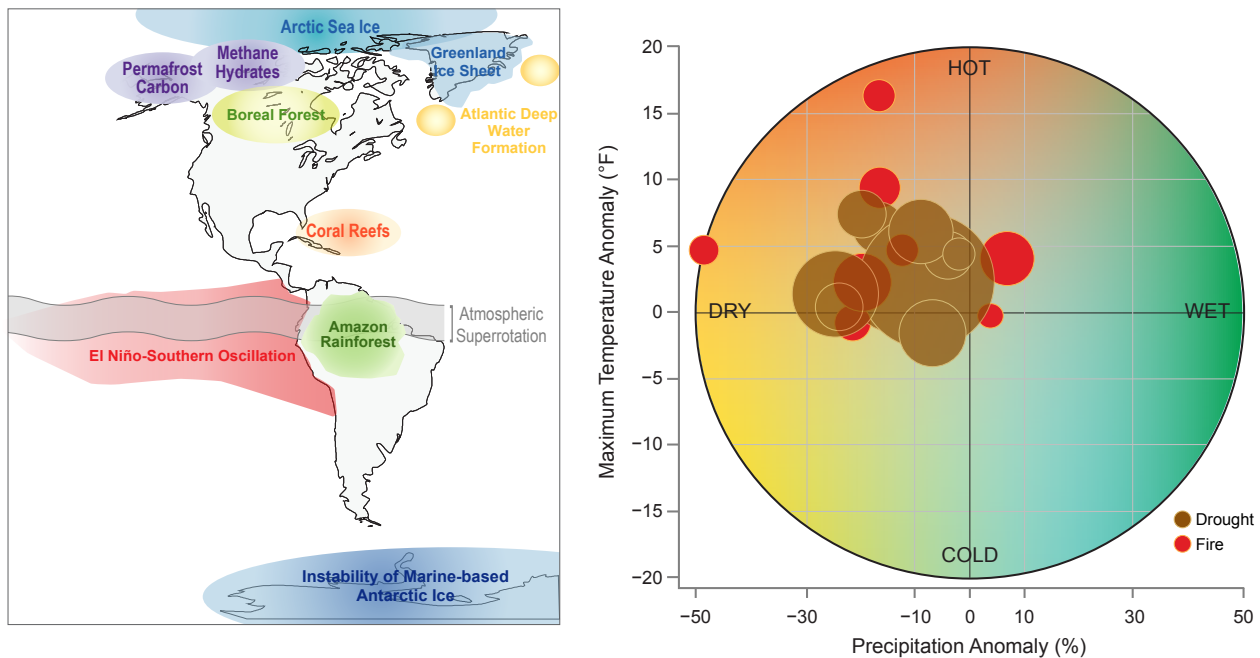 Arctic Sea Ice
Methane
Hydrates
Permafrost
Carbon
Greenland
Ice Sheet
Boreal Forest
Atlantic Deep
Water
Formation
Coral Reefs
Atmospheric
Superrotation
Amazon
Rainforest
El Niño-Southern Oscillation
Instability of Marine-based
Antarctic Ice
Maximum Temperature Anomaly (°F)
20
15
10
5
0
−5
−10
−15
−20
HOT
DRY
WET
COLD
Drought
Fire
−50
−30
−10
0
10
30
50
Precipitation Anomaly (%)